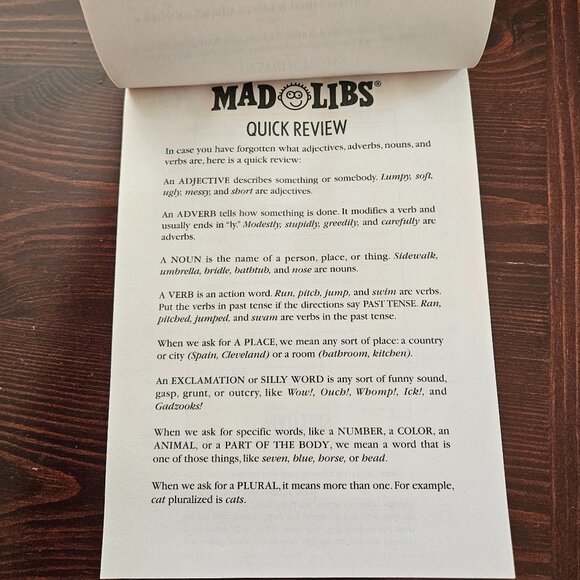 MAD LIBS®
QUICK REVIEW
In case you have forgotten what adjectives, adverbs, nouns, and
verbs are, here is a quick review:
An ADJECTIVE describes something or somebody. Lumpy, soft,
ugly, messy, and short are adjectives.
An ADVERB tells how something is done. It modifies a verb and
usually ends in "ly." Modestly, stupidly, greedily, and carefully are
adverbs.
A NOUN is the name of a person, place, or thing. Sidewalk,
umbrella, bridle, bathtub, and nose are nouns.
A VERB is an action word. Run, pitch, jump, and swim are verbs.
Put the verbs in past tense if the directions say PAST TENSE. Ran,
pitched, jumped, and swam are verbs in the past tense.
When we ask for A PLACE, we mean any sort of place: a country
or city (Spain, Cleveland) or a room (bathroom, kitchen).
An EXCLAMATION or SILLY WORD is any sort of funny sound,
gasp, grunt, or outcry, like Wow!, Ouch!, Whomp!, Ick!, and
Gadzooks!
When we ask for specific words, like a NUMBER, a COLOR, an
ANIMAL, or a PART OF THE BODY, we mean a word that is
one of those things, like seven, blue, horse, or head.
When we ask for a PLURAL, it means more than one. For example,
cat pluralized is cats.